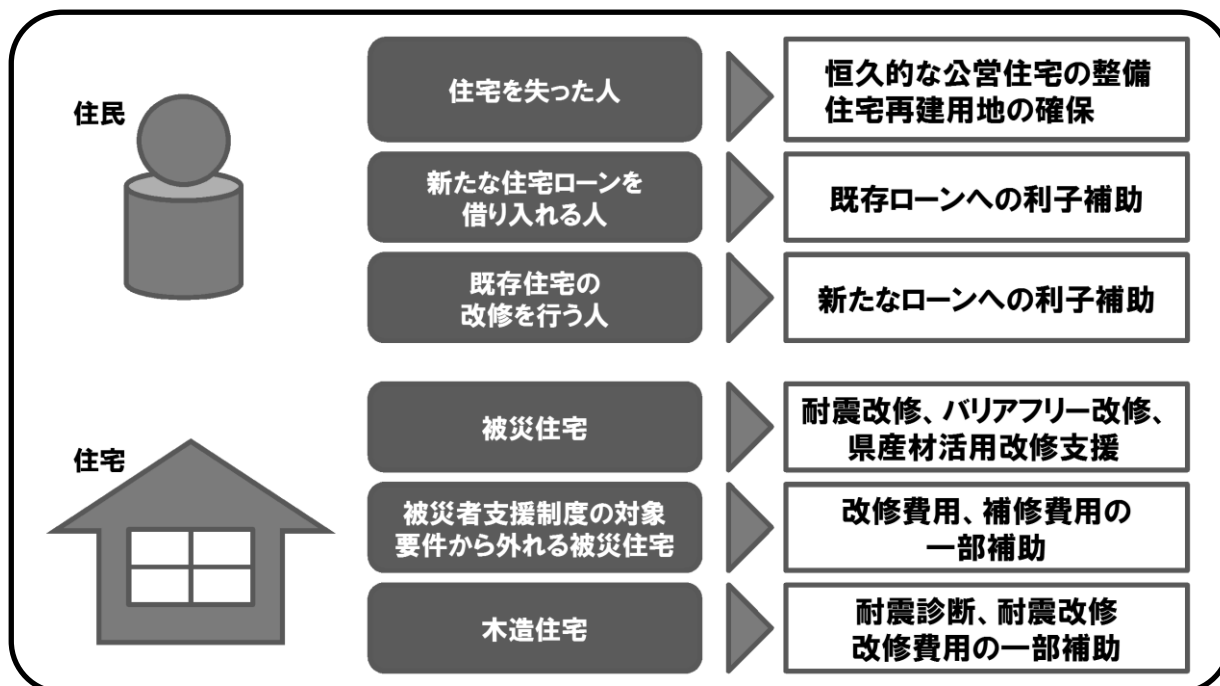 住民
住宅を失った人
恒久的な公営住宅の整備
住宅再建用地の確保
新たな住宅ローンを
借り入れる人
既存ローンへの利子補助
既存住宅の
改修を行う人
新たなローンへの利子補助
住宅
被災住宅
耐震改修、バリアフリー改修、
県産材活用改修支援
被災者支援制度の対象
要件から外れる被災住宅
改修費用、補修費用の
一部補助
木造住宅
耐震診断、耐震改修
改修費用の一部補助